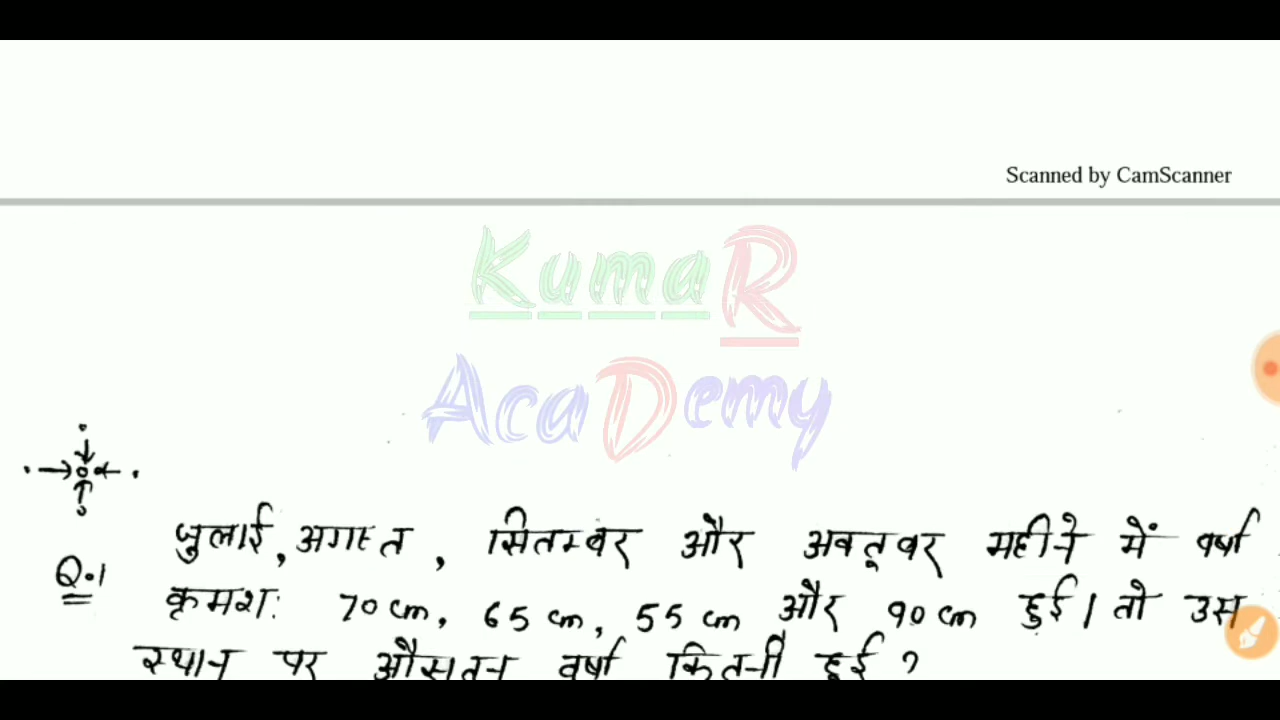 Scanned by CamScanner
KumaR
AcaDemy
जुलाई, अगस्त, सितम्बर और अक्तूबर महीने में वर्षा
Q.1
कृमश: 70 cm, 65 cm, 55 cm और 90 cm हुई। तो उस
स्थान पर औसतन वर्षा कितनी हुई ?